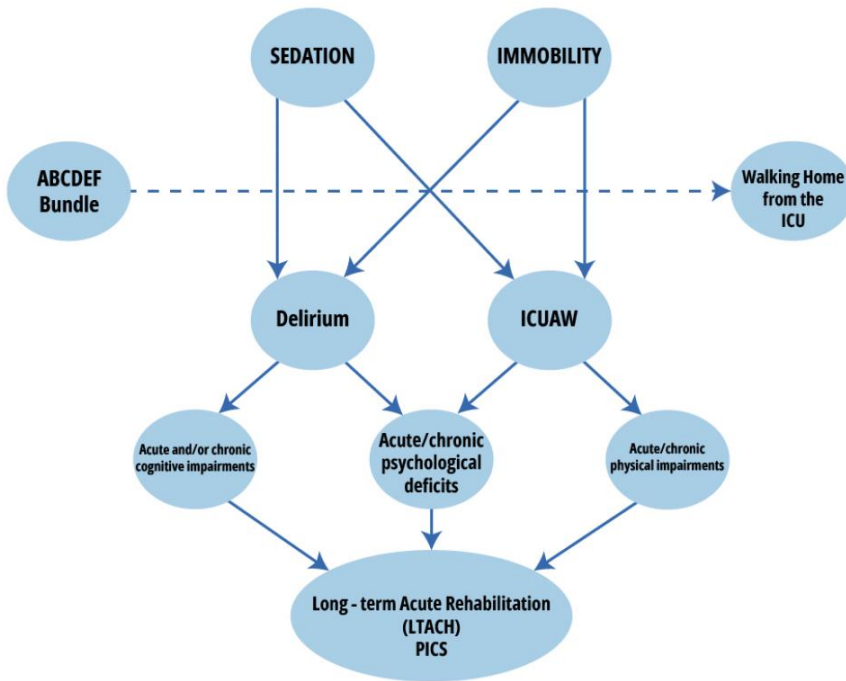 SEDATION
IMMOBILITY
ABCDEF
Bundle
Walking Home
from the
ICU
Delirium
ICUAW
Acute and/or chronic
cognitive impairments
Acute/chronic
psychological
deficits
Acute/chronic
physical impairments
Long - term Acute Rehabilitation
(LTACH)
PICS